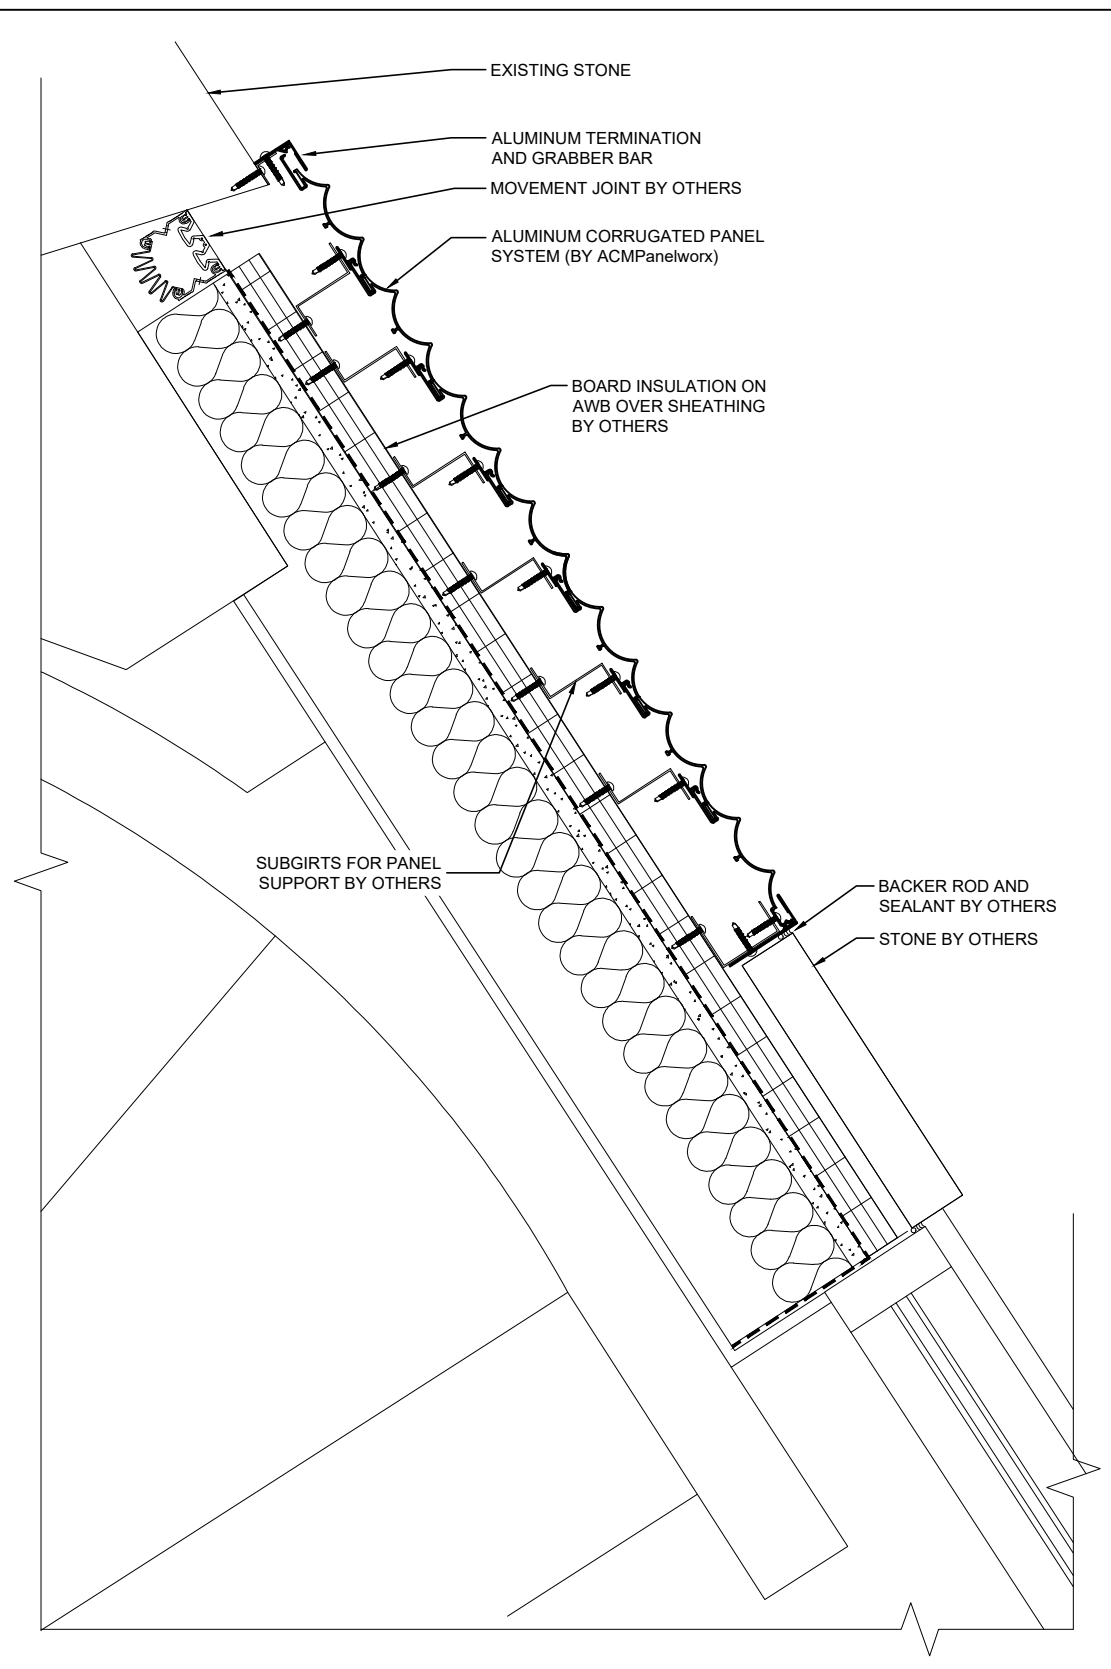 EXISTING STONE
ALUMINUM TERMINATION
AND GRABBER BAR
MOVEMENT JOINT BY OTHERS
ALUMINUM CORRUGATED PANEL
SYSTEM (BY ACMPanelworx)
BOARD INSULATION ON
AWB OVER SHEATHING
BY OTHERS
SUBGIRTS FOR PANEL
SUPPORT BY OTHERS
BACKER ROD AND
SEALANT BY OTHERS
STONE BY OTHERS